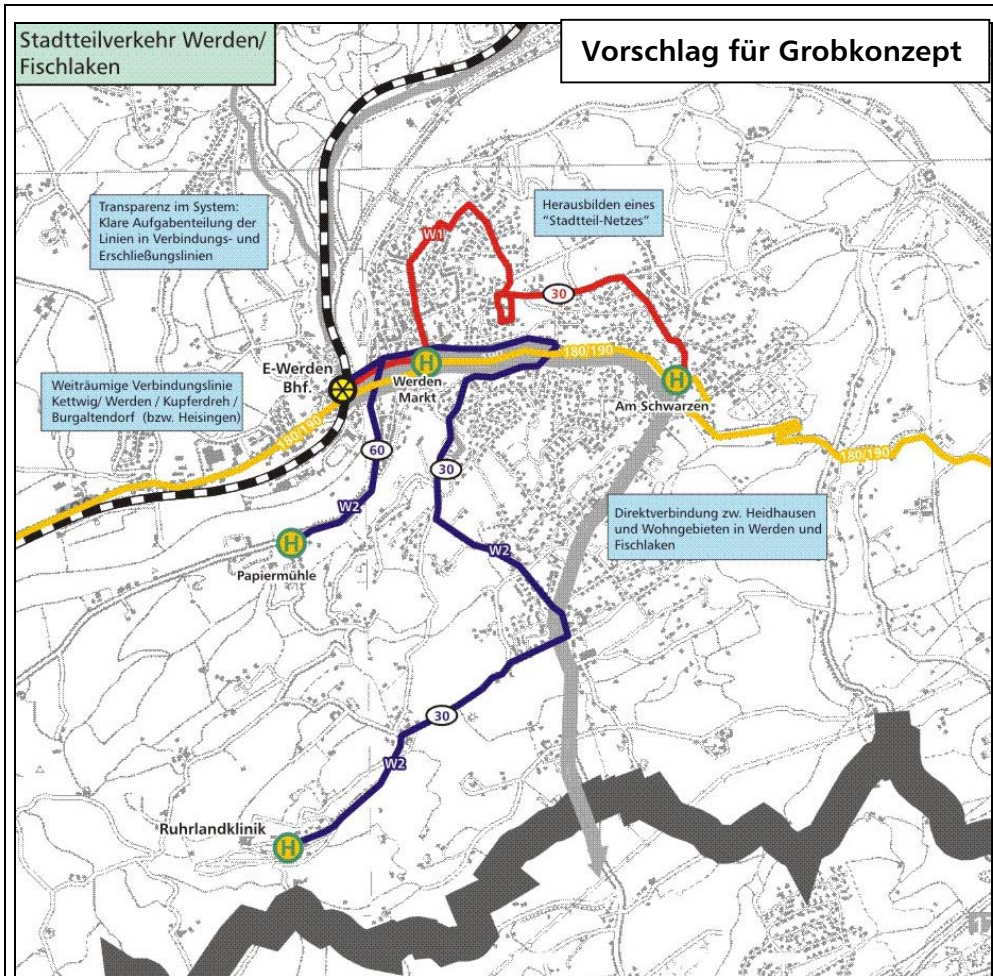 Stadtteilverkehr Werden/
Fischlaken
Vorschlag für Grobkonzept
Transparenz im System:
Klare Aufgabenteilung der
Linien in Verbindungs- und
Erschließungslinien
Herausbilden eines
"Stadtteil-Netzes"
W1
30
E-Werden
Bhf.
H
Werden
Markt
180/190
H
Am Schwarzen
Weiträumige Verbindungslinie
Kettwig/ Werden / Kupferdreh /
Burgaltendorf (bzw. Heisingen)
180/190
60
30
180/190
W2
H
Papiermühle
W2
Direktverbindung zw. Heidhausen
und Wohngebieten in Werden und
Fischlaken
30
W2
Ruhrlandklinik
H